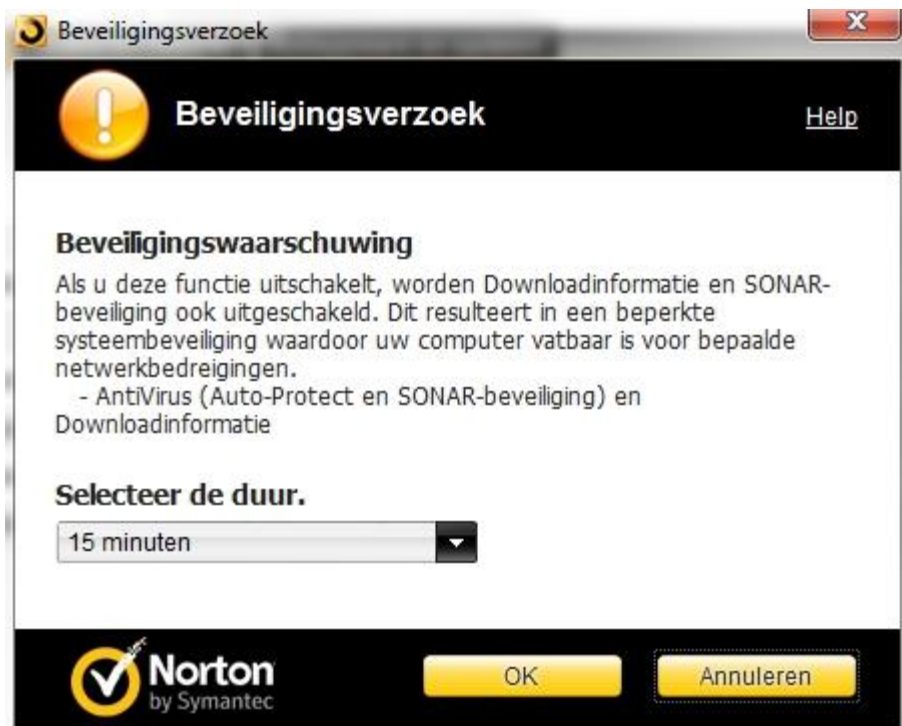 Beveiligingsverzoek
X
Beveiligingsverzoek
Help
Beveiligingswaarschuwing
Als u deze functie uitschakelt, worden Downloadinformatie en SONAR-
beveiliging ook uitgeschakeld. Dit resulteert in een beperkte
systeembeveiliging waardoor uw computer vatbaar is voor bepaalde
netwerkbedreigingen.
- AntiVirus (Auto-Protect en SONAR-beveiliging) en
Downloadinformatie
Selecteer de duur.
15 minuten
Norton
by Symantec
OK
Annuleren